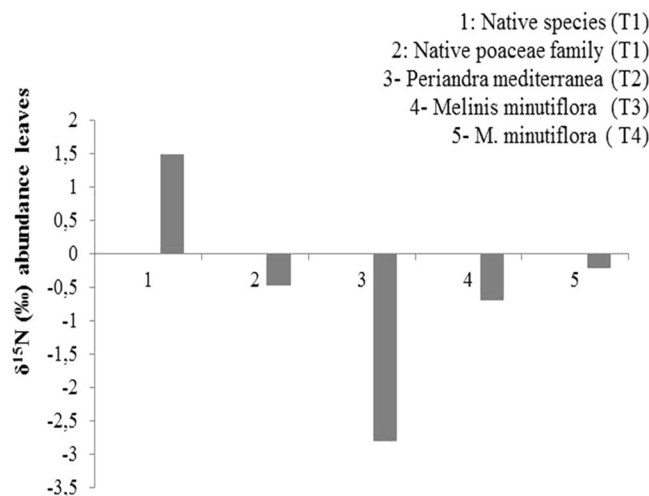 1: Native species (T1)
2: Native poaceae family (T1)
3- Periandra mediterranea (T2)
4- Melinis minutiflora (T3)
5- M. minutiflora ( T4)
δ¹⁵N (‰) abundance leaves
2
1,5
1
0,5
0
-0,5
-1
-1,5
-2
-2,5
-3
-3,5
1 2 3 4 5